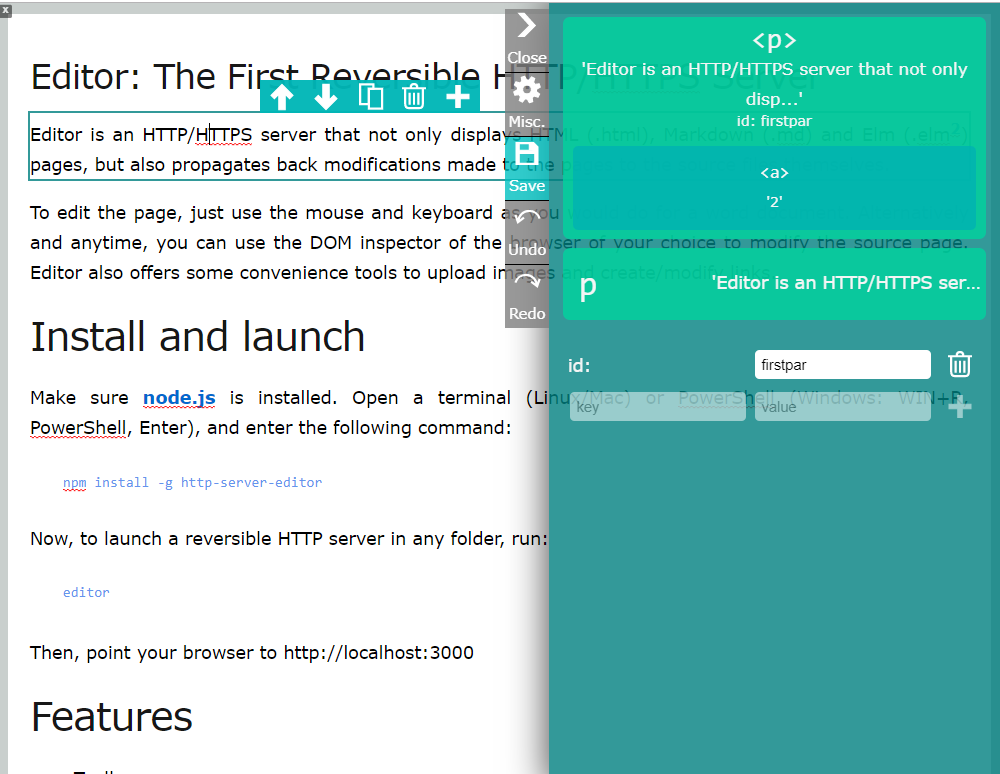 x
Editor: The First Reversible HTTP/HTTPS Server
Editor is an HTTP/HTTPS server that not only displays HTML (.html), Markdown (.md) and Elm (.elm²)
pages, but also propagates back modifications made to the
To edit the page, just use the mouse and keyboard as you
and anytime, you can use the DOM inspector of the browser of your choice to modify the source page.
Editor also offers some convenience tools to upload images and create/modify links.
Install and launch
Make sure node.js is installed. Open a terminal (Linux/Mac) or PowerShell (Windows: WIN+R,
PowerShell, Enter), and enter the following command:
npm install -g http-server-editor
Now, to launch a reversible HTTP server in any folder, run:
editor
Then, point your browser to http://localhost:3000
Features
Close
Misc.
Save
Undo
Redo
<p>
'Editor is an HTTP/HTTPS server that not only
disp...'
id: firstpar
<a>
'2'
p
'Editor is an HTTP/HTTPS ser...
id:
firstpar
key
value